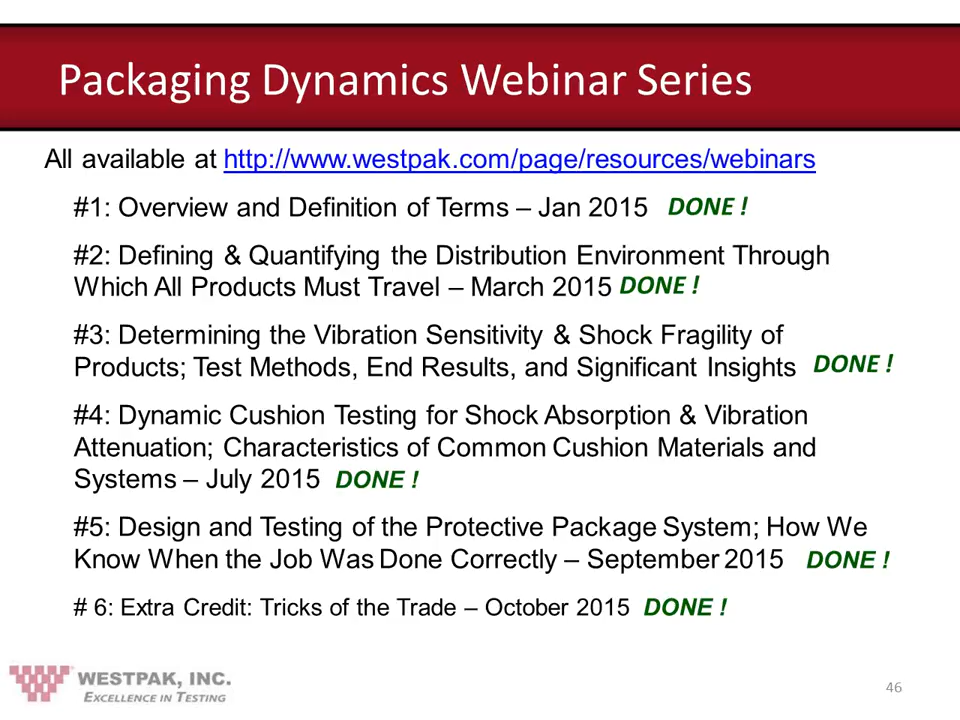 Packaging Dynamics Webinar Series
All available at http://www.westpak.com/page/resources/webinars
#1: Overview and Definition of Terms – Jan 2015 DONE !
#2: Defining & Quantifying the Distribution Environment Through
Which All Products Must Travel – March 2015 DONE !
#3: Determining the Vibration Sensitivity & Shock Fragility of
Products; Test Methods, End Results, and Significant Insights DONE !
#4: Dynamic Cushion Testing for Shock Absorption & Vibration
Attenuation; Characteristics of Common Cushion Materials and
Systems – July 2015 DONE !
#5: Design and Testing of the Protective Package System; How We
Know When the Job Was Done Correctly – September 2015 DONE !
# 6: Extra Credit: Tricks of the Trade – October 2015 DONE !
WESTPAK, INC.
EXCELLENCE IN TESTING
46